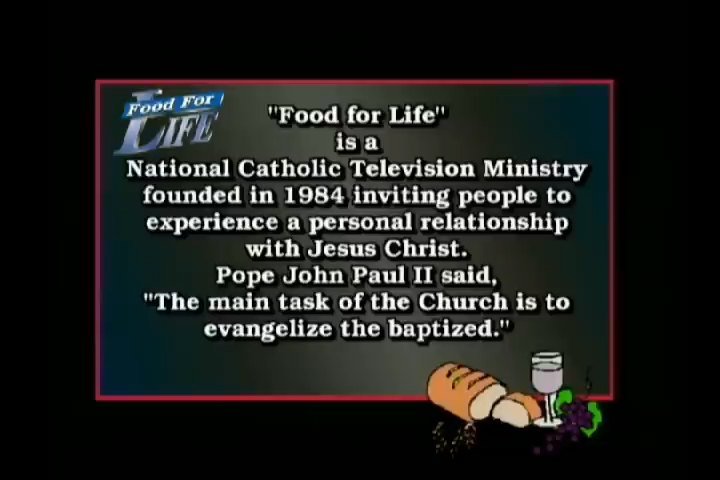 Food For
LIFE
"Food for Life"
is a
National Catholic Television Ministry
founded in 1984 inviting people to
experience a personal relationship
with Jesus Christ.
Pope John Paul II said,
"The main task of the Church is to
evangelize the baptized."